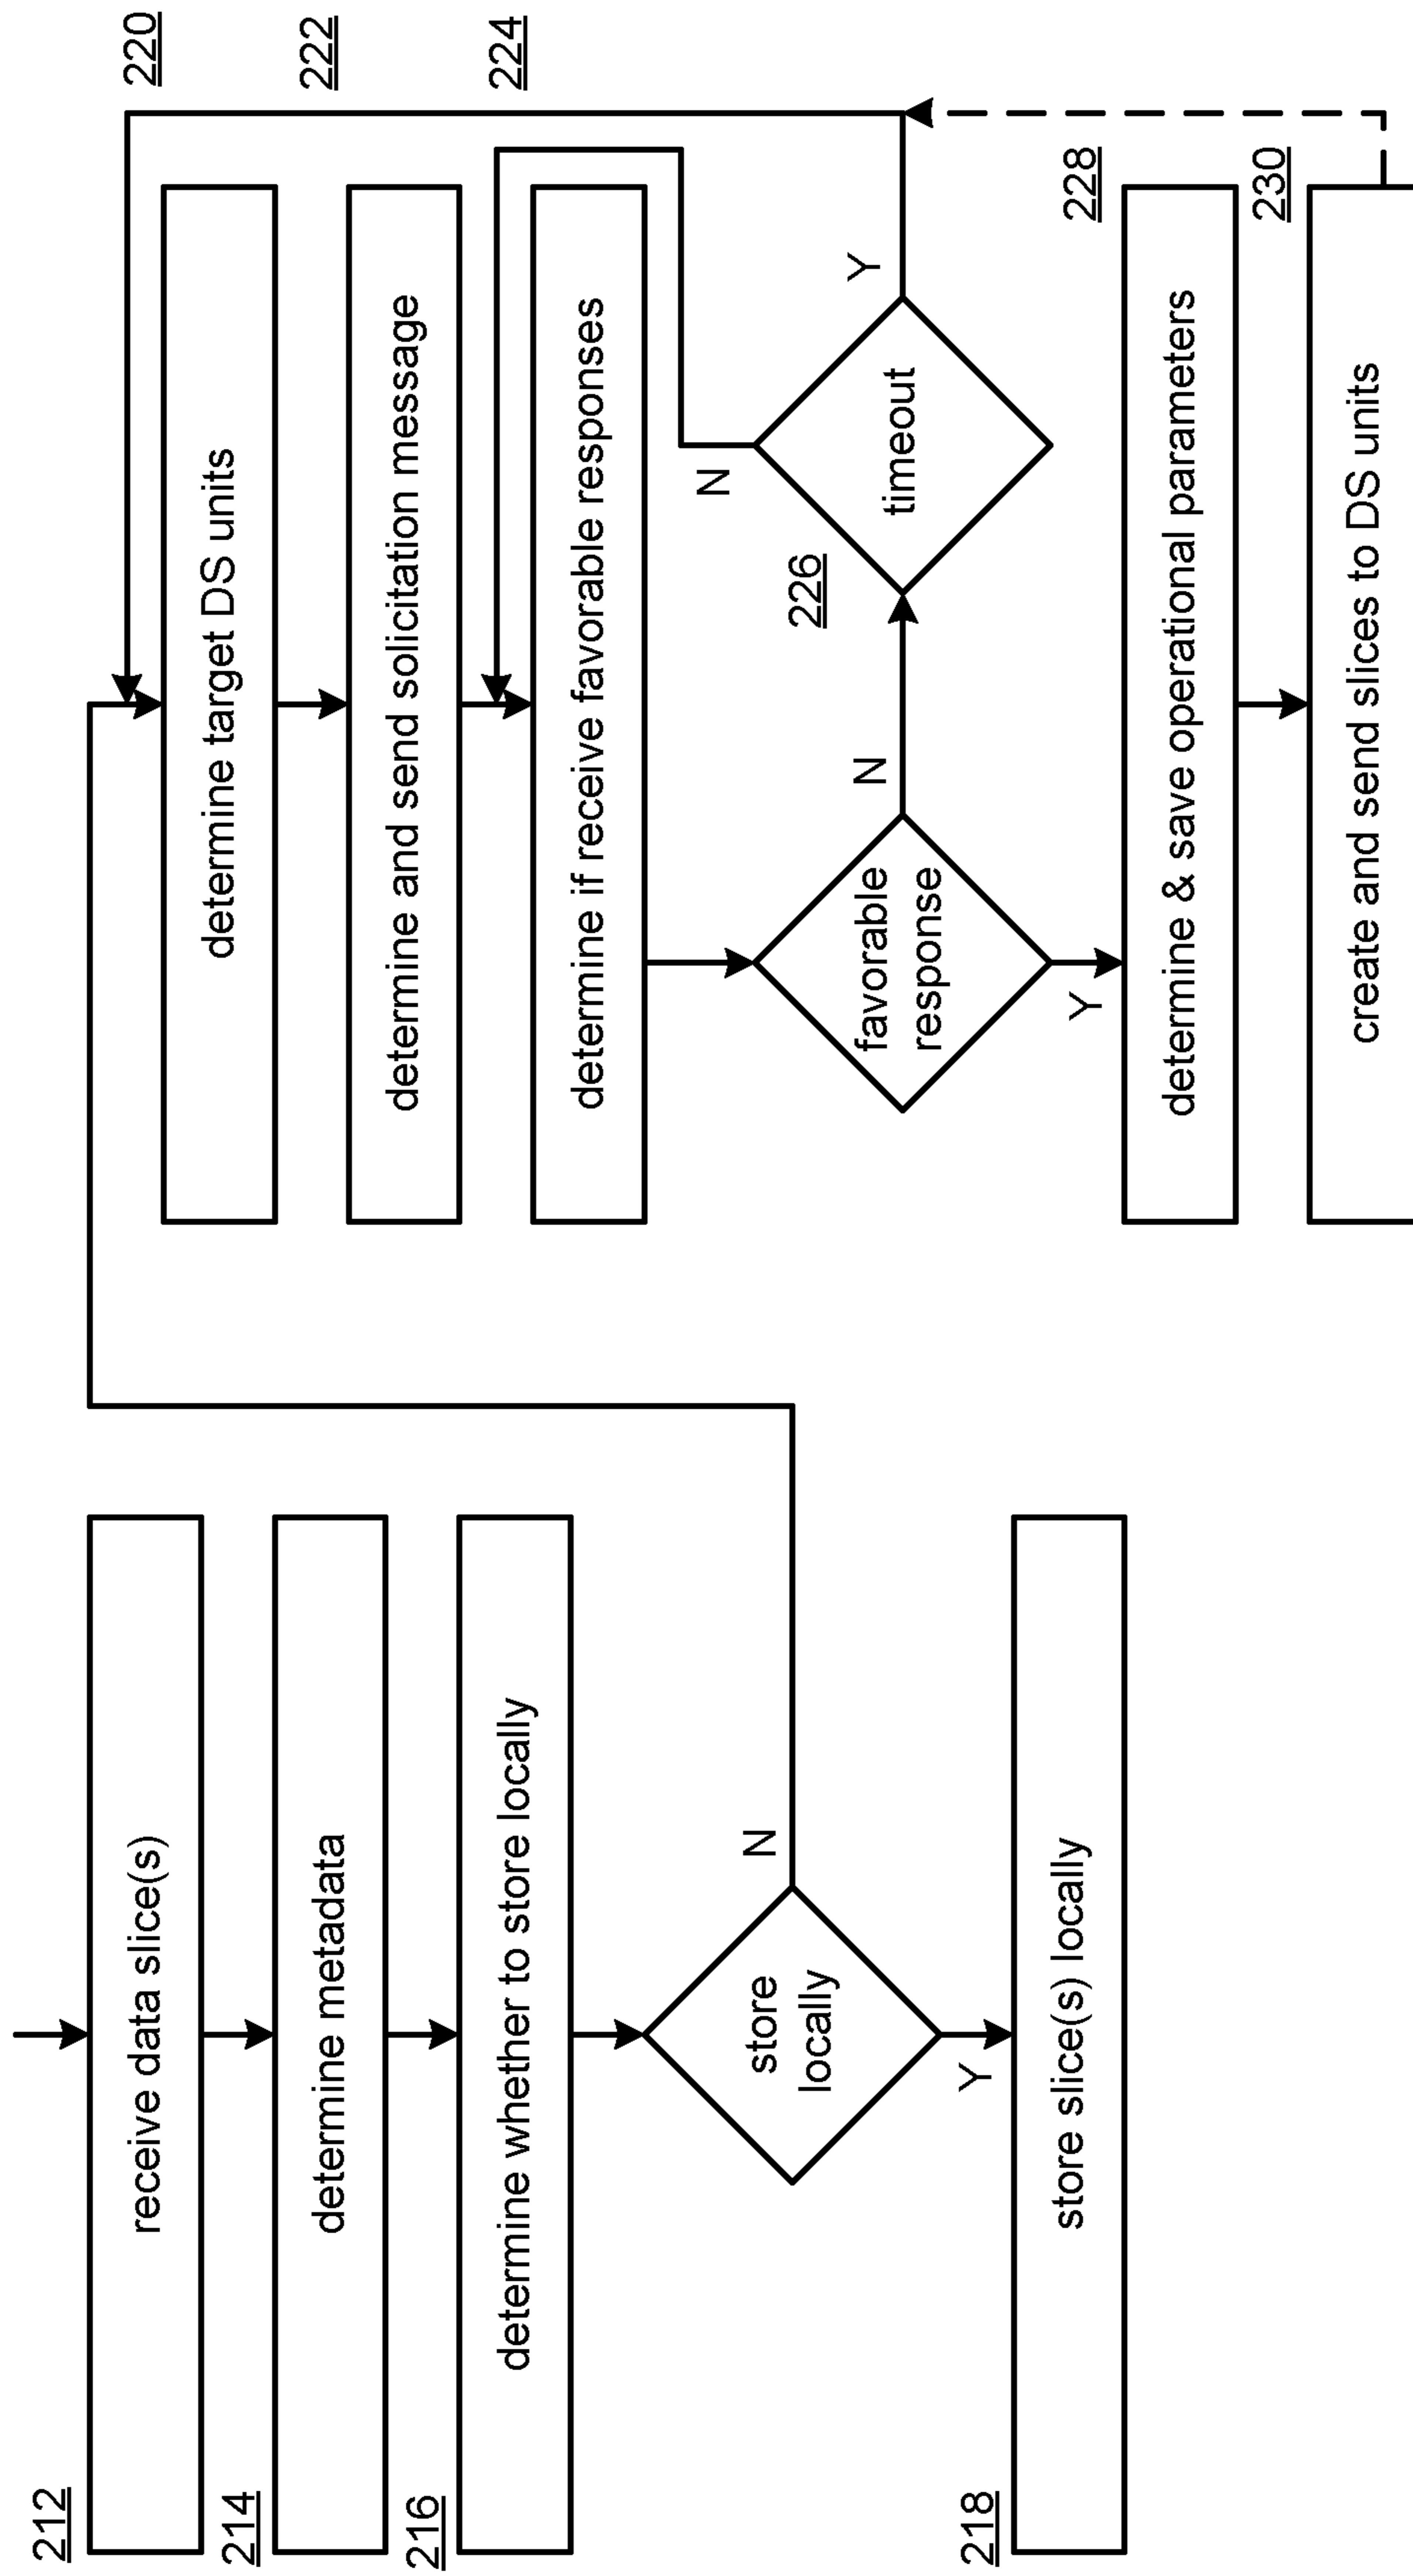 212
receive data slice(s)
214
determine metadata
216
determine whether to store locally
store
locally
N
Y
218
store slice(s) locally
220
determine target DS units
222
determine and send solicitation message
224
determine if receive favorable responses
favorable
response
N
Y
226
timeout
N
Y
228
determine & save operational parameters
230
create and send slices to DS units